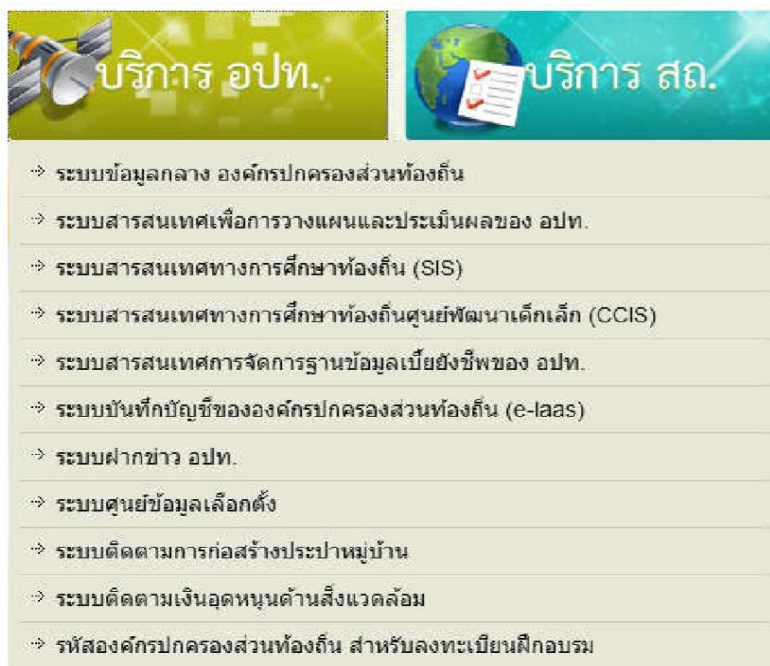 บริการ อปท.
บริการ สถ.
ระบบข้อมูลกลาง องค์กรปกครองส่วนท้องถิ่น
ระบบสารสนเทศเพื่อการวางแผนและประเมินผลของ อปท.
ระบบสารสนเทศทางการศึกษาท้องถิ่น (SIS)
ระบบสารสนเทศทางการศึกษาท้องถิ่นศูนย์พัฒนาเด็กเล็ก (CCIS)
ระบบสารสนเทศการจัดการฐานข้อมูลเบี้ยยังชีพของ อปท.
ระบบบันทึกบัญชีขององค์กรปกครองส่วนท้องถิ่น (e-laas)
ระบบฝากข่าว อปท.
ระบบศูนย์ข้อมูลเลือกตั้ง
ระบบติดตามการก่อสร้างประปาหมู่บ้าน
ระบบติดตามเงินอุดหนุนด้านสิ่งแวดล้อม
รหัสองค์กรปกครองส่วนท้องถิ่น สำหรับลงทะเบียนฝึกอบรม